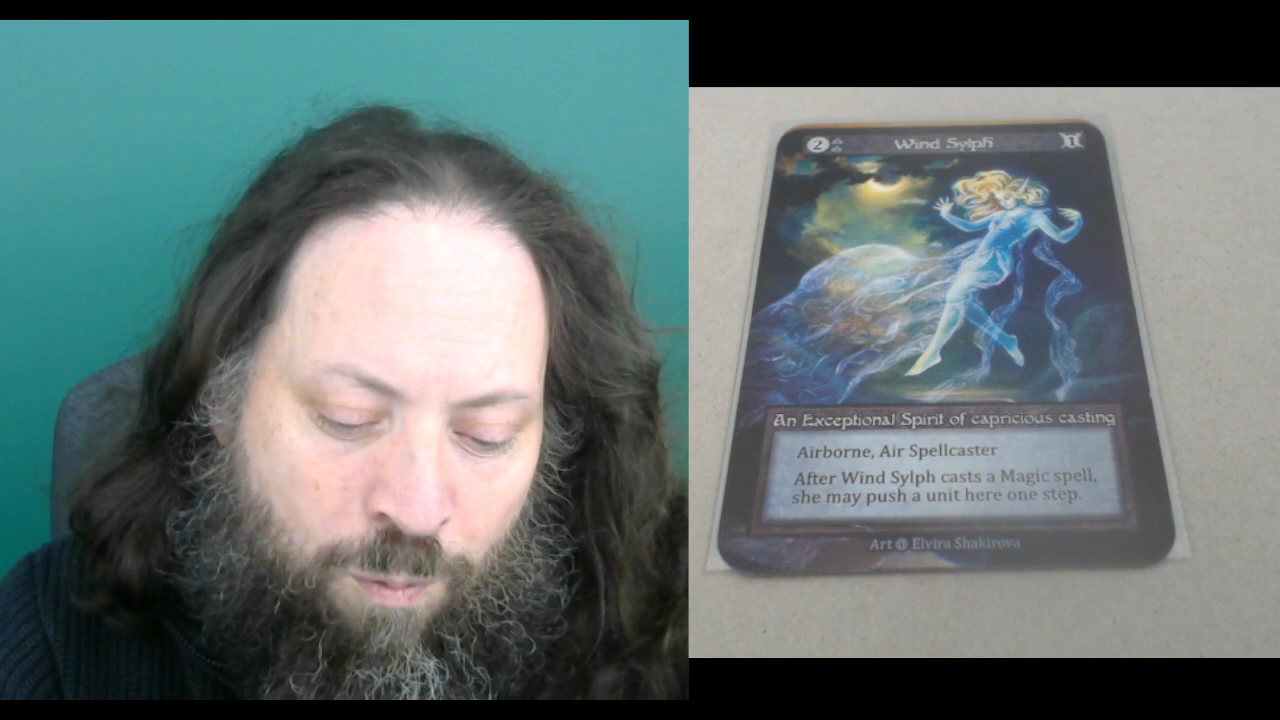 2 Wind Sylph 1
An Exceptional Spirit of capricious casting
Airborne, Air Spellcaster
After Wind Sylph casts a Magic spell,
she may push a unit here one step.
Art @ Elvira Shakirova